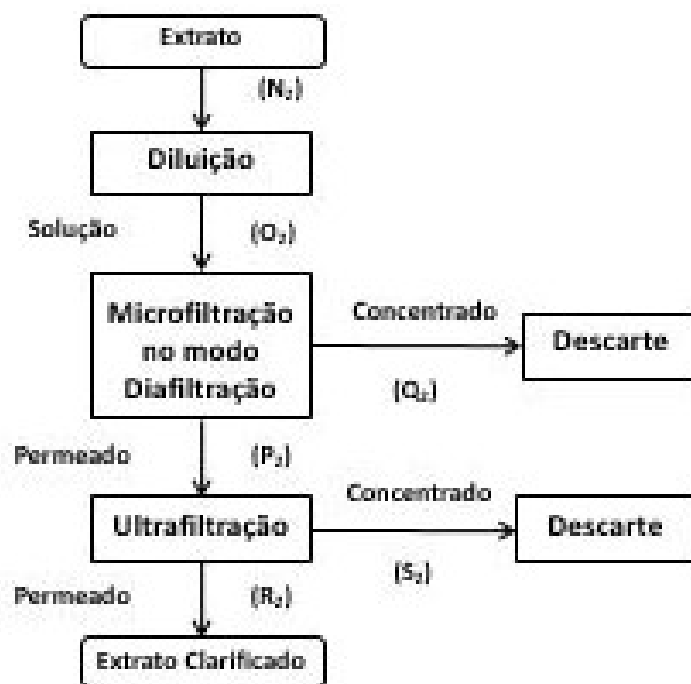 Extrato
(N₂)
Diluição
Solução
(O₂)
Microfiltração
no modo
Diafiltração
Concentrado
Descarte
(Q₂)
Permeado
(P₂)
Ultrafiltração
Concentrado
Descarte
(S₂)
Permeado
(R₂)
Extrato Clarificado